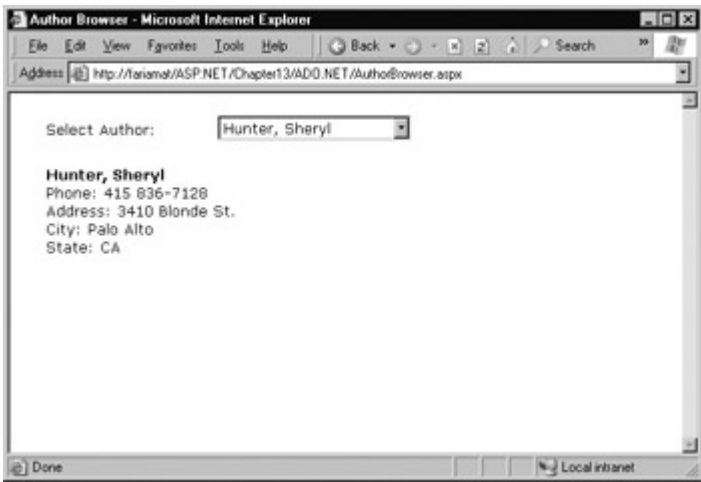 Author Browser - Microsoft Internet Explorer
File Edit View Favorites Tools Help Back Search »
Address http://fariamat/ASP.NET/Chapter13/ADO.NET/AuthorBrowser.aspx
Select Author: Hunter, Sheryl
Hunter, Sheryl
Phone: 415 836-7128
Address: 3410 Blonde St.
City: Palo Alto
State: CA
Done Local intranet